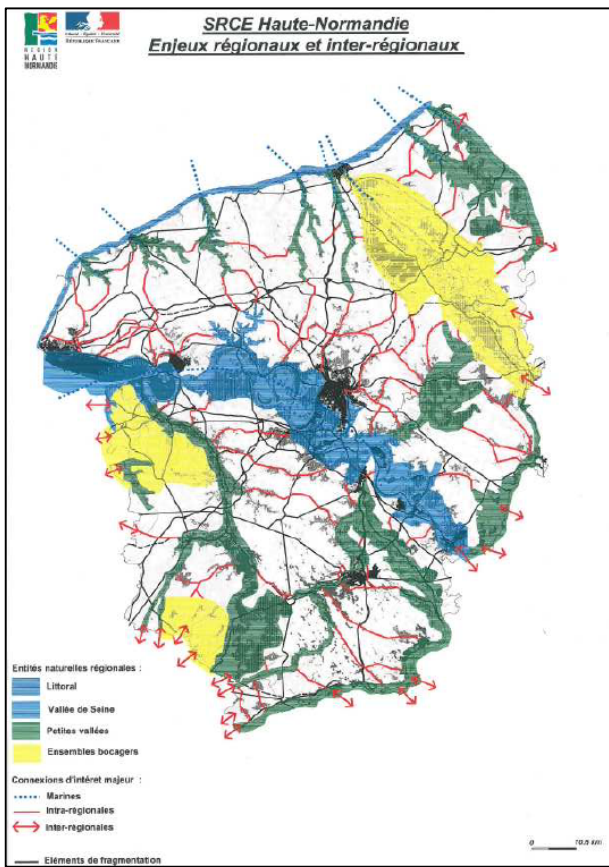 SRCE Haute-Normandie
Enjeux régionaux et inter-régionaux
RÉGION
HAUTE
NORMANDIE
RÉPUBLIQUE FRANÇAISE
Entités naturelles régionales :
Littoral
Vallée de Seine
Petites vallées
Ensembles bocagers
Connexions d'intéret majeur :
Marines
Intra-régionales
Inter-régionales
Eléments de fragmentation
0